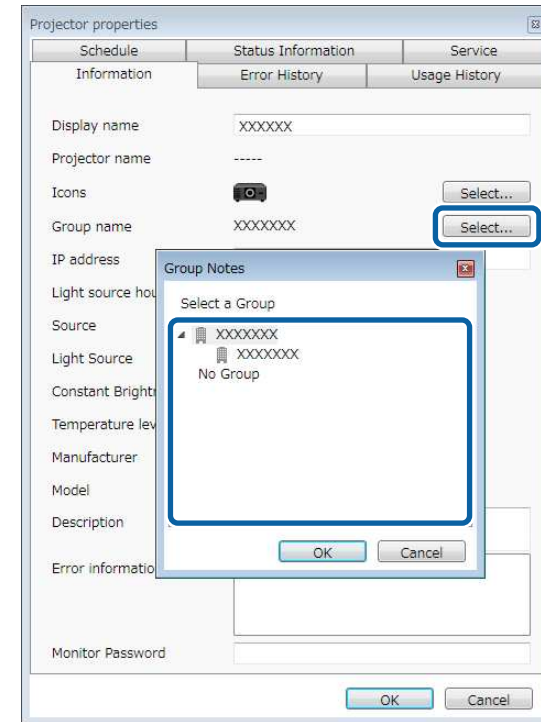 Projector properties
Schedule Status Information Service
Information Error History Usage History
Display name XXXXXX
Projector name -----
Icons Select...
Group name XXXXXXX Select...
IP address
Group Notes
Light source hou
Select a Group
Source
XXXXXXX
Light Source
XXXXXXX
No Group
Constant Brightn
Temperature lev
Manufacturer
Model
Description
OK Cancel
Error informatio
Monitor Password
OK Cancel